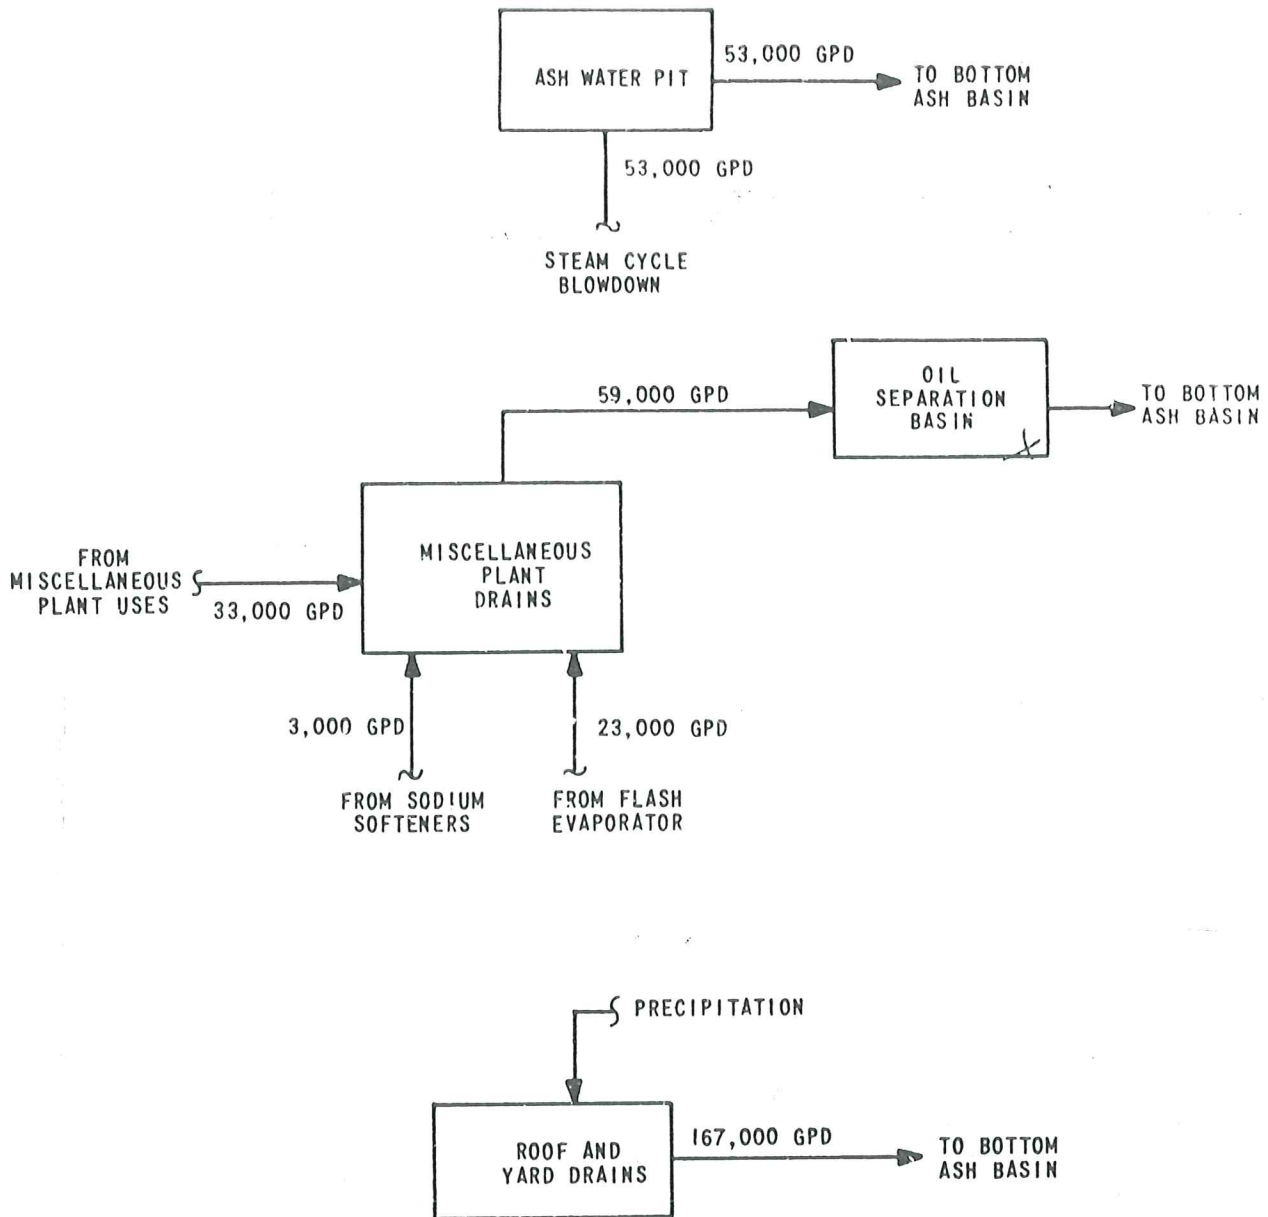 ASH WATER PIT
53,000 GPD
TO BOTTOM
ASH BASIN
53,000 GPD
STEAM CYCLE
BLOWDOWN
OIL
SEPARATION
BASIN
59,000 GPD
TO BOTTOM
ASH BASIN
MISCELLANEOUS
PLANT
DRAINS
FROM
MISCELLANEOUS
PLANT USES
33,000 GPD
3,000 GPD
23,000 GPD
FROM SODIUM
SOFTENERS
FROM FLASH
EVAPORATOR
PRECIPITATION
ROOF AND
YARD DRAINS
167,000 GPD
TO BOTTOM
ASH BASIN